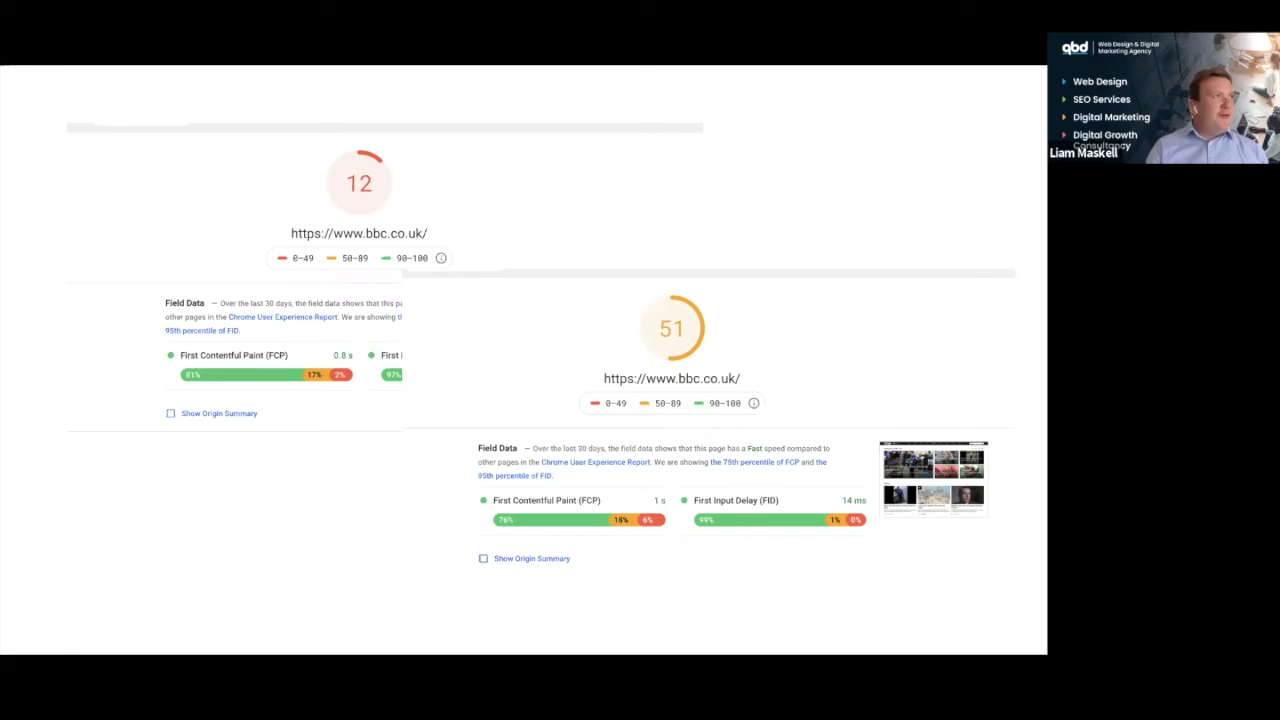 12
https://www.bbc.co.uk/
0–49 50–89 90–100
Field Data — Over the last 30 days, the field data shows that this pa
other pages in the Chrome User Experience Report. We are showing th
95th percentile of FID.
First Contentful Paint (FCP) 0.8 s First I
81% 17% 2% 97%
Show Origin Summary
51
https://www.bbc.co.uk/
0–49 50–89 90–100
Field Data — Over the last 30 days, the field data shows that this page has a Fast speed compared to
other pages in the Chrome User Experience Report. We are showing the 75th percentile of FCP and the
95th percentile of FID.
First Contentful Paint (FCP) 1 s First Input Delay (FID) 14 ms
76% 18% 6% 99% 1% 0%
Show Origin Summary
qbd Web Design & Digital
Marketing Agency
Web Design
SEO Services
Digital Marketing
Digital Growth
Consultancy
Liam Maskell